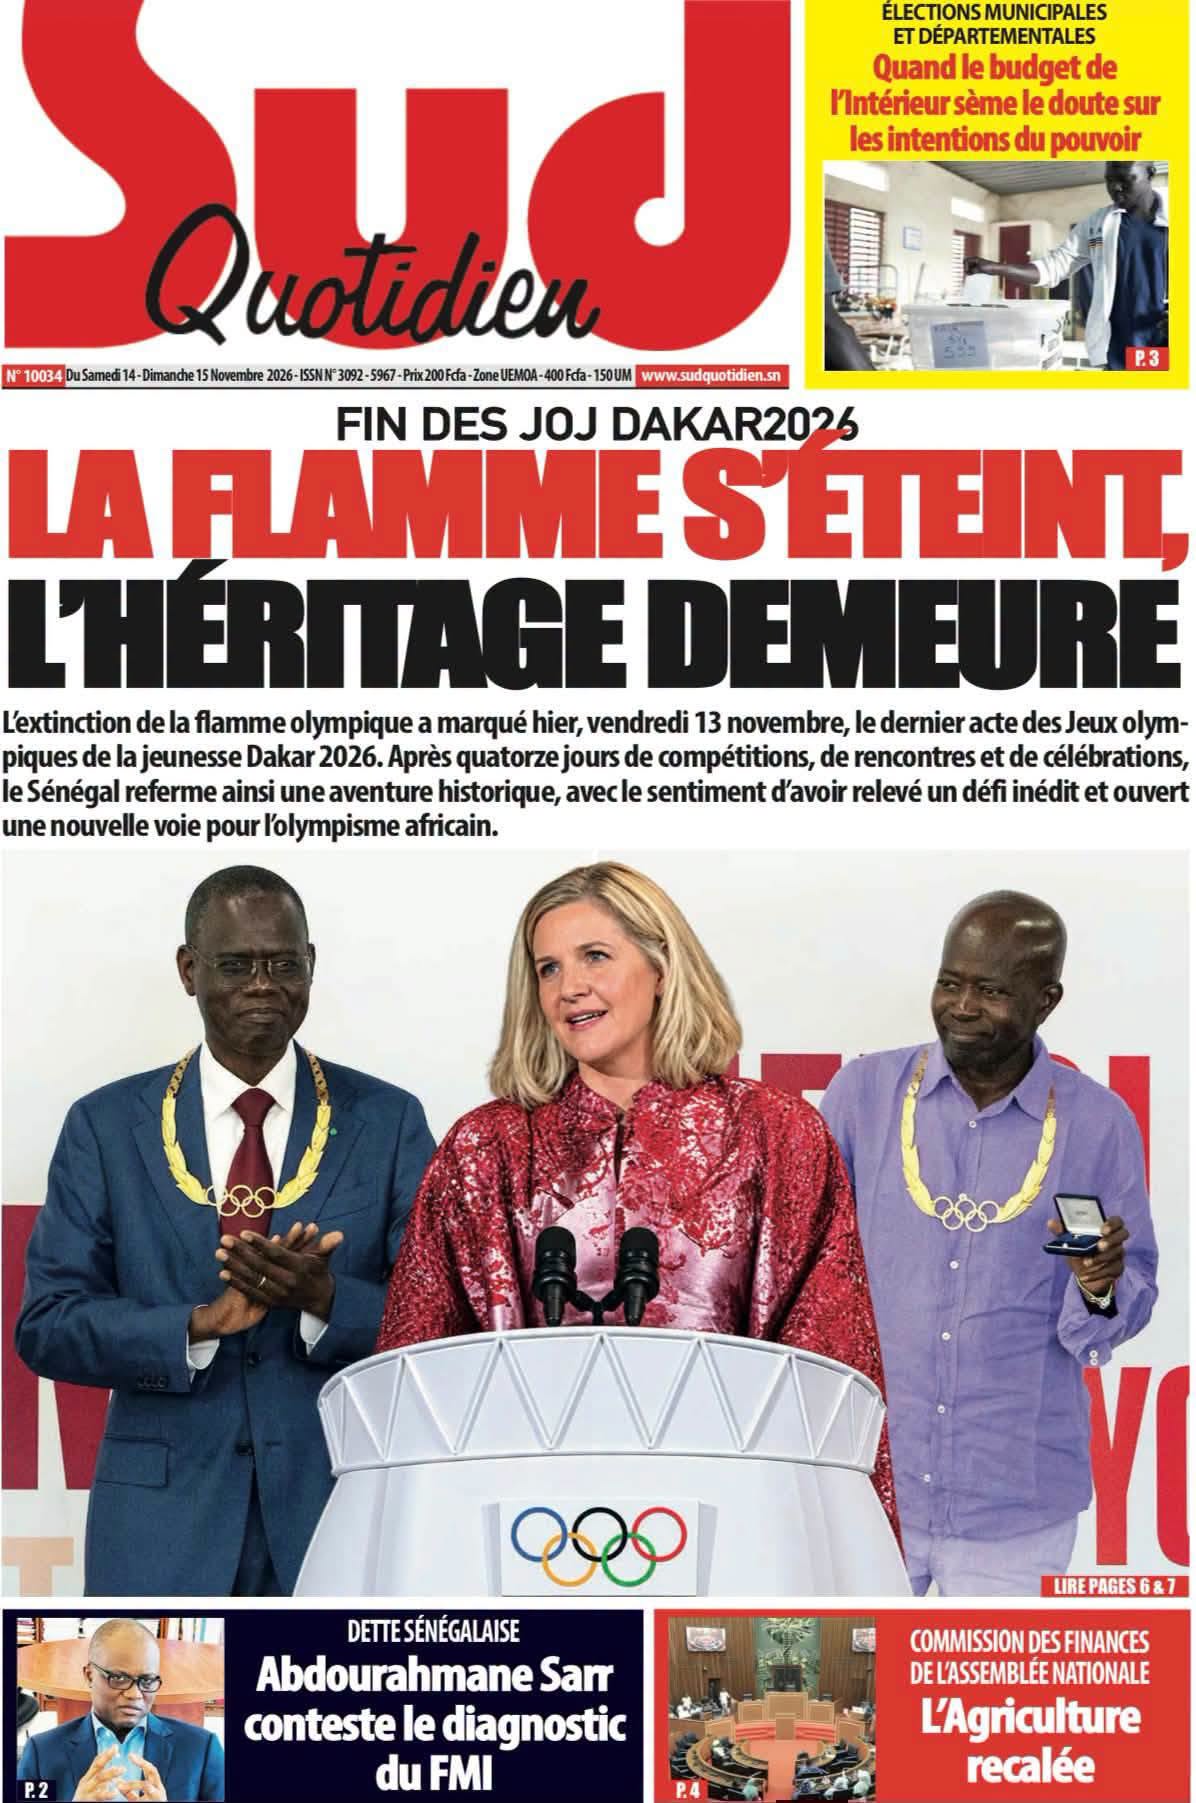 Sud
Quotidien
N° 10034 Du Samedi 14 - Dimanche 15 Novembre 2026 - ISSN N° 3092 - 5967 - Prix 200 Fcfa - Zone UEMOA - 400 Fcfa - 150 UM www.sudquotidien.sn
ÉLECTIONS MUNICIPALES
ET DÉPARTEMENTALES
Quand le budget de
l'Intérieur sème le doute sur
les intentions du pouvoir
599
P. 3
FIN DES JOJ DAKAR2026
LA FLAMME S'ÉTEINT,
L'HÉRITAGE DEMEURE
L'extinction de la flamme olympique a marqué hier, vendredi 13 novembre, le dernier acte des Jeux olym-
piques de la jeunesse Dakar 2026. Après quatorze jours de compétitions, de rencontres et de célébrations,
le Sénégal referme ainsi une aventure historique, avec le sentiment d'avoir relevé un défi inédit et ouvert
une nouvelle voie pour l'olympisme africain.
YO
LIRE PAGES 6 & 7
DETTE SÉNÉGALAISE
Abdourahmane Sarr
conteste le diagnostic
du FMI
P. 2
COMMISSION DES FINANCES
DE L'ASSEMBLÉE NATIONALE
L'Agriculture
recalée
P. 4